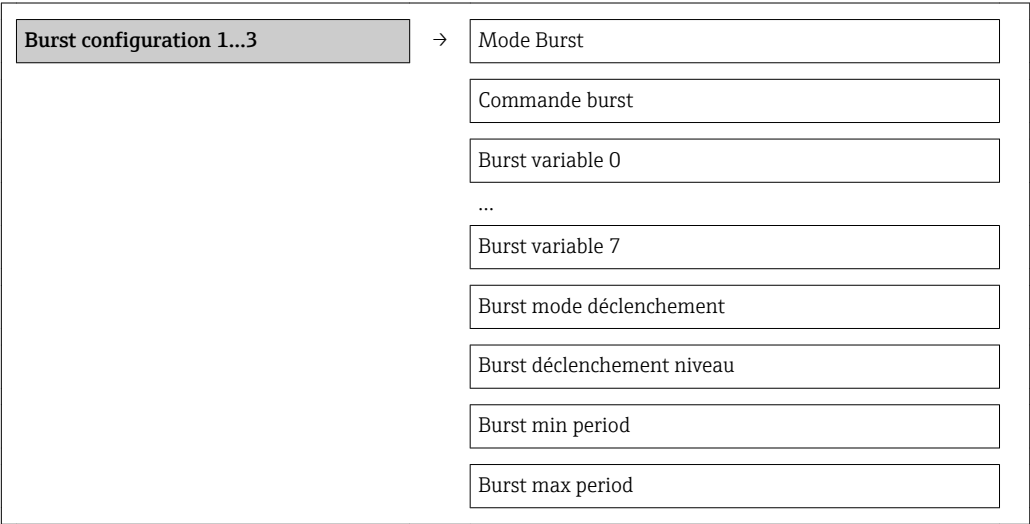 Burst configuration 1...3 → Mode Burst
Commande burst
Burst variable 0
...
Burst variable 7
Burst mode déclenchement
Burst déclenchement niveau
Burst min period
Burst max period